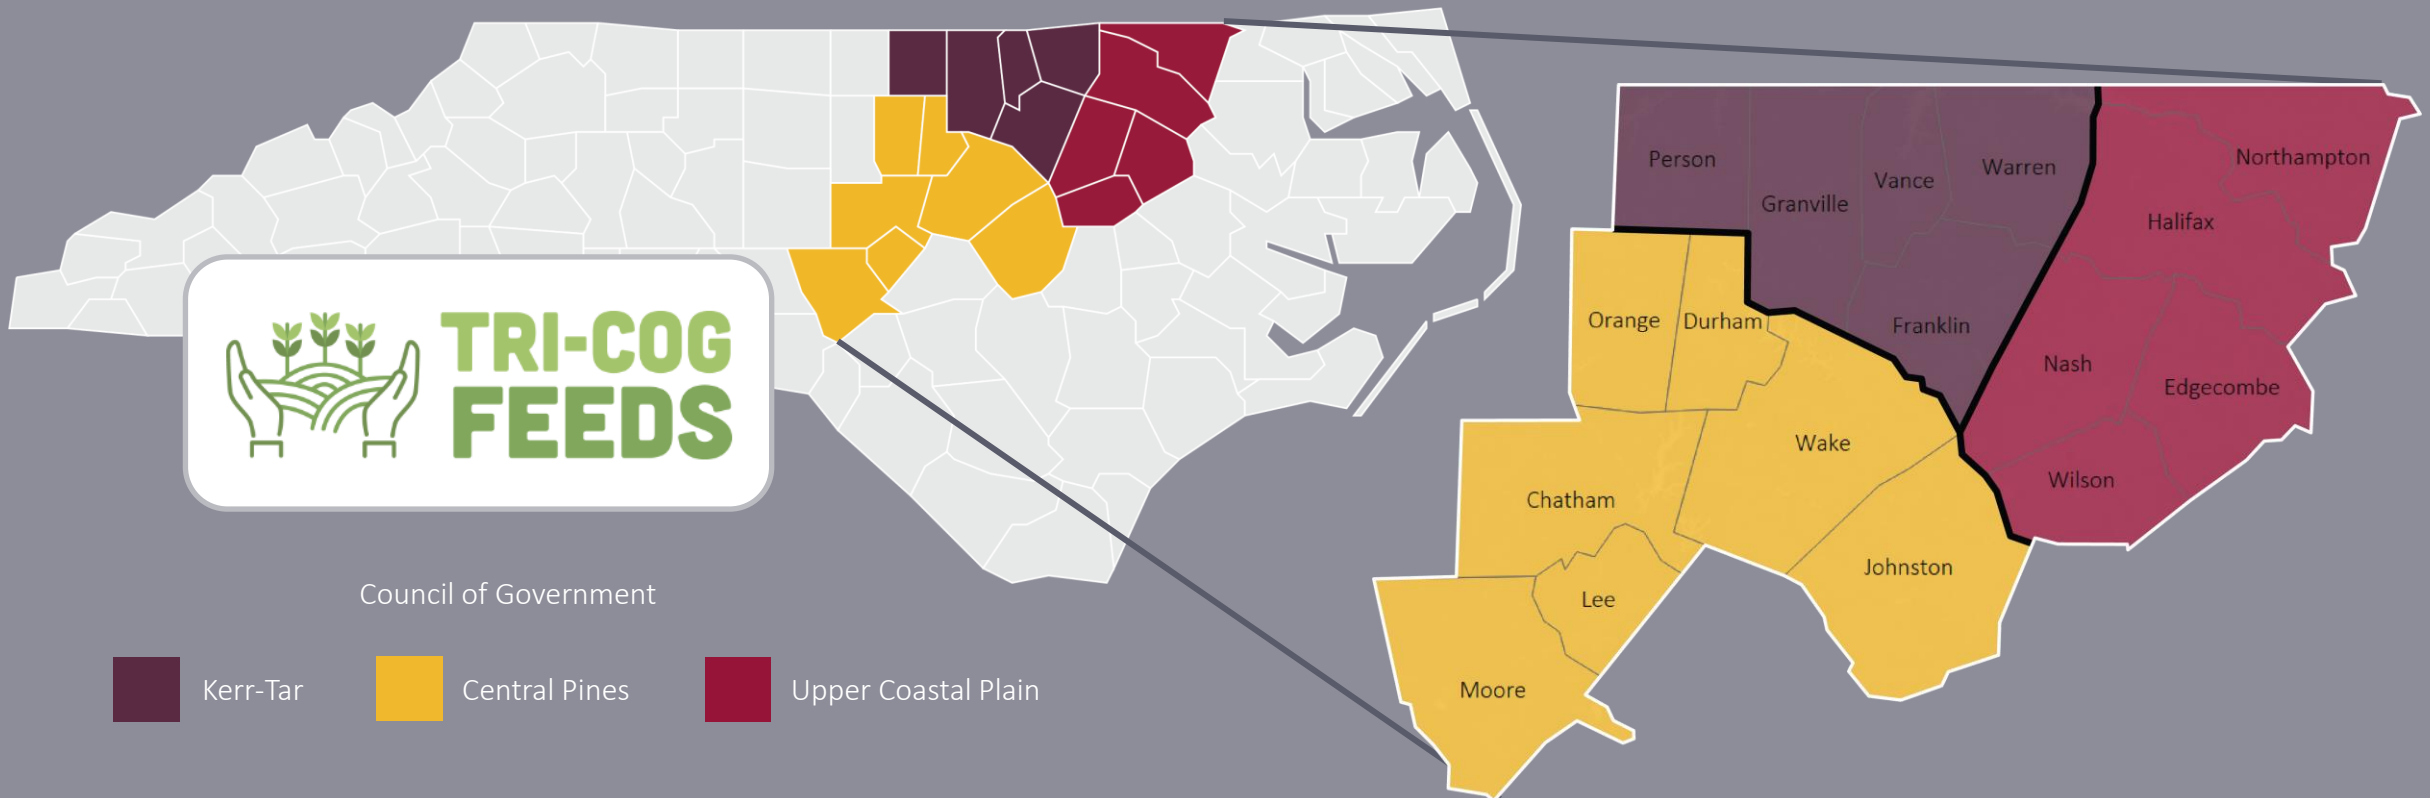 TRI-COG
FEEDS
Council of Government
Kerr-Tar
Central Pines
Upper Coastal Plain
Person
Granville
Vance
Warren
Northampton
Halifax
Orange
Durham
Franklin
Nash
Edgecombe
Wake
Wilson
Chatham
Johnston
Lee
Moore